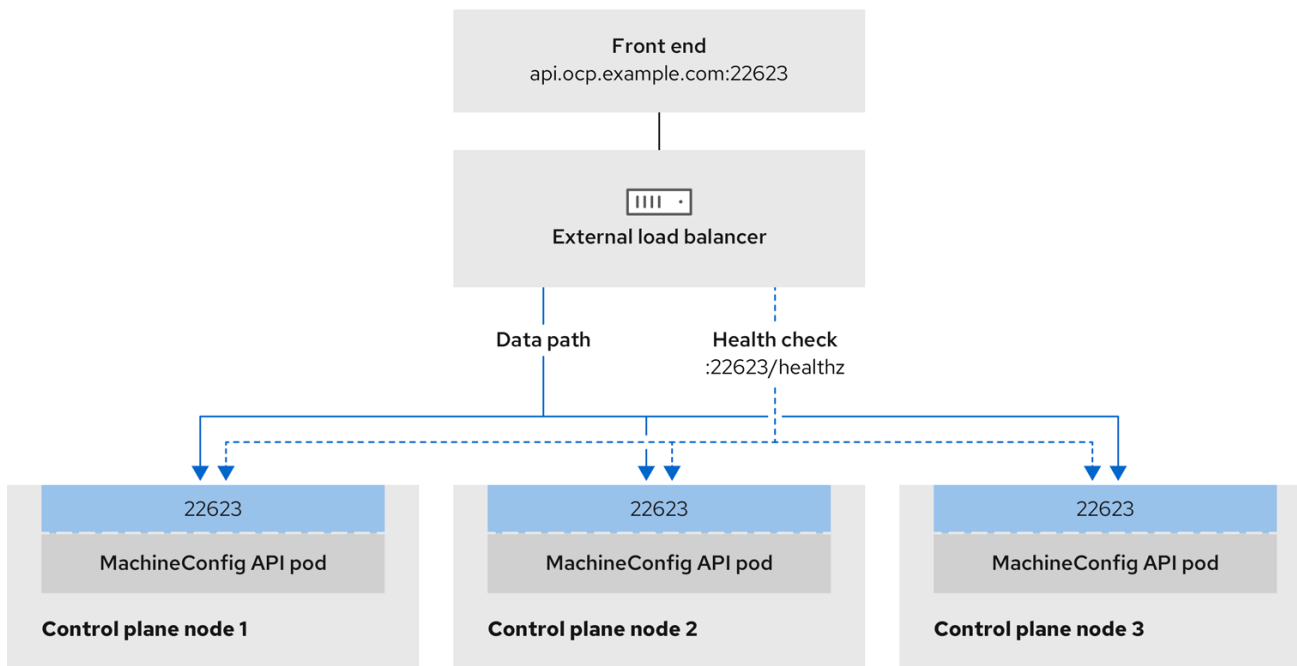 Front end
api.ocp.example.com:22623
External load balancer
Data path
Health check
:22623/healthz
22623
22623
22623
MachineConfig API pod
MachineConfig API pod
MachineConfig API pod
Control plane node 1
Control plane node 2
Control plane node 3